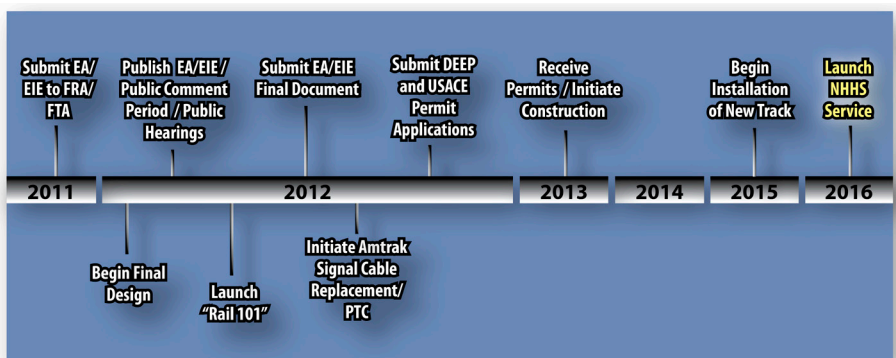 Submit EA/
EIE to FRA/
FTA
Publish EA/EIE /
Public Comment
Period / Public
Hearings
Submit EA/EIE
Final Document
Submit DEEP
and USACE
Permit
Applications
Receive
Permits / Initiate
Construction
Begin
Installation
of New Track
Launch
NHHS
Service
2011
2012
2013
2014
2015
2016
Begin Final
Design
Launch
“Rail 101”
Initiate Amtrak
Signal Cable
Replacement/
PTC